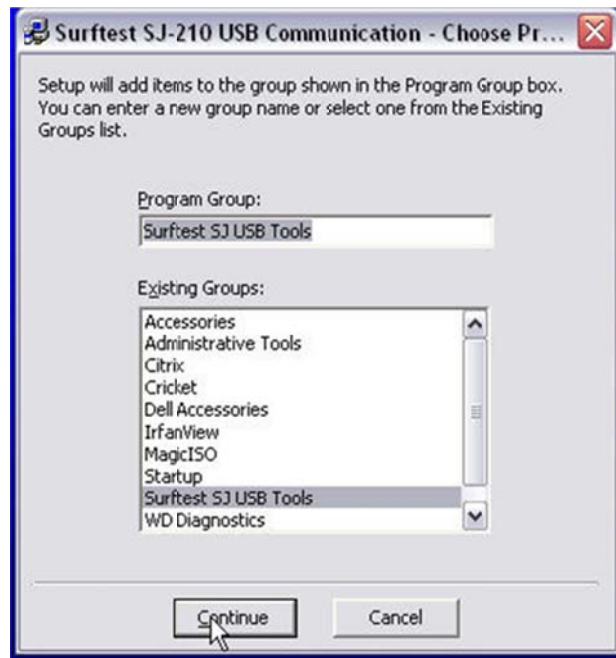 Surftest SJ-210 USB Communication - Choose Pr...
Setup will add items to the group shown in the Program Group box.
You can enter a new group name or select one from the Existing
Groups list.
Program Group:
Surftest SJ USB Tools
Existing Groups:
Accessories
Administrative Tools
Citrix
Cricket
Dell Accessories
IrfanView
MagicISO
Startup
Surftest SJ USB Tools
WD Diagnostics
Continue
Cancel